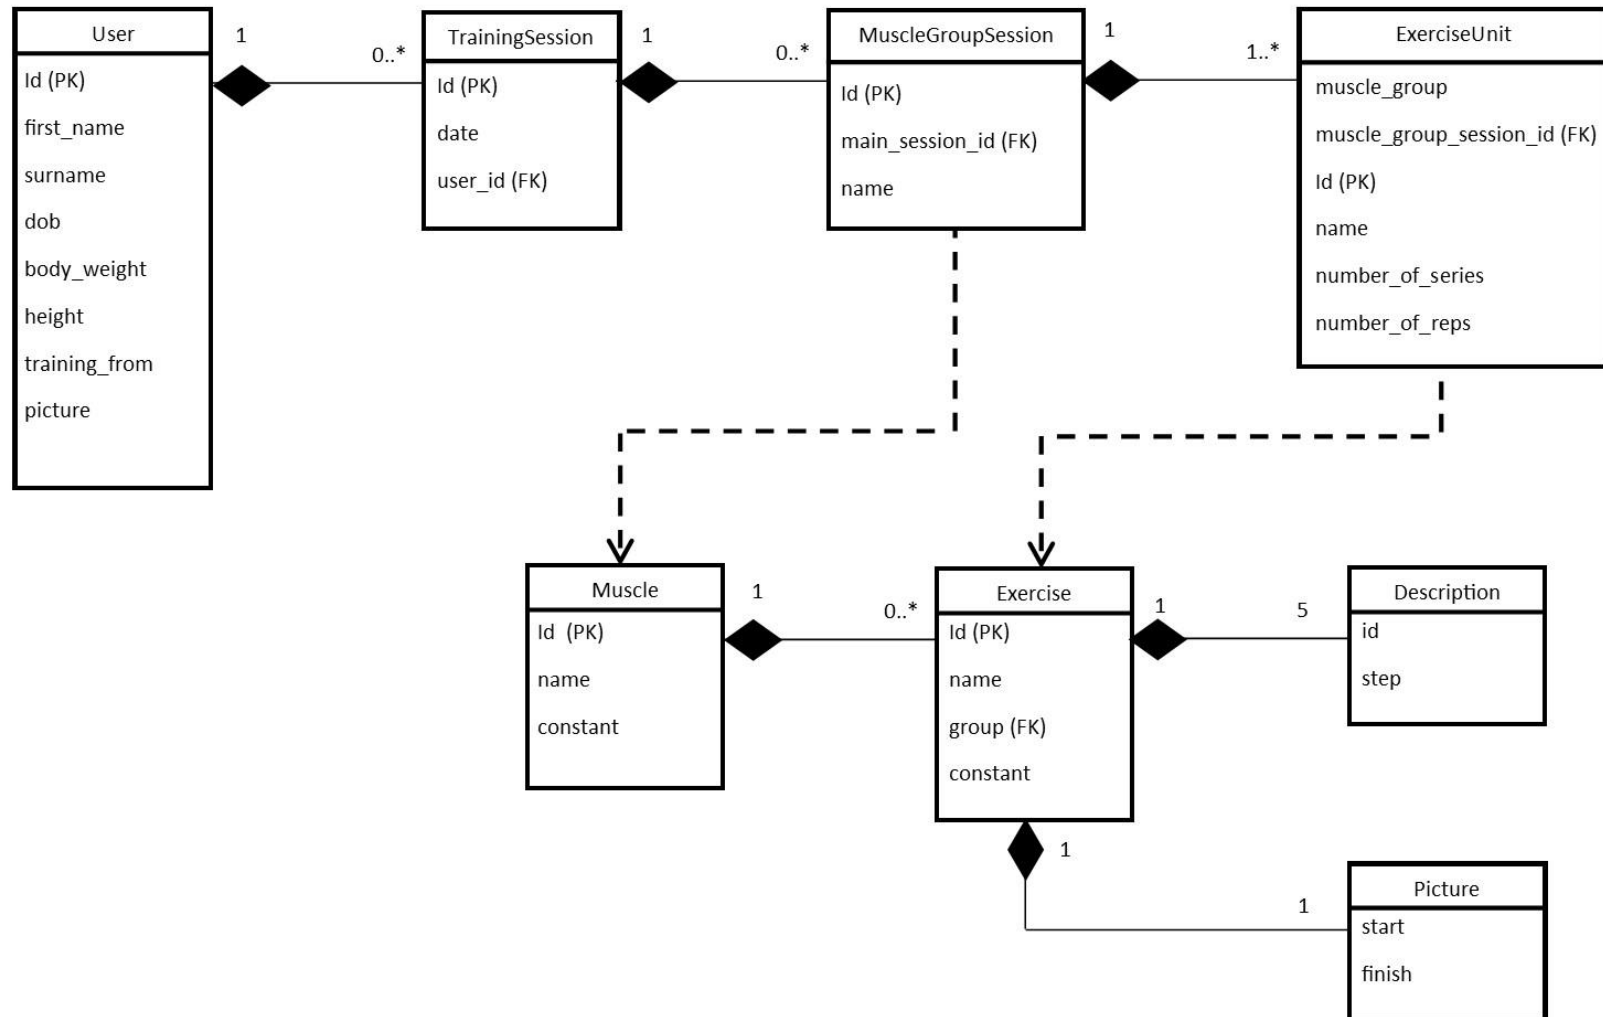 User
Id (PK)
first_name
surname
dob
body_weight
height
training_from
picture
1
0..*
TrainingSession
Id (PK)
date
user_id (FK)
1
0..*
MuscleGroupSession
Id (PK)
main_session_id (FK)
name
1
1..*
ExerciseUnit
muscle_group
muscle_group_session_id (FK)
Id (PK)
name
number_of_series
number_of_reps
Muscle
Id (PK)
name
constant
1
0..*
Exercise
Id (PK)
name
group (FK)
constant
1
5
Description
id
step
1
1
Picture
start
finish